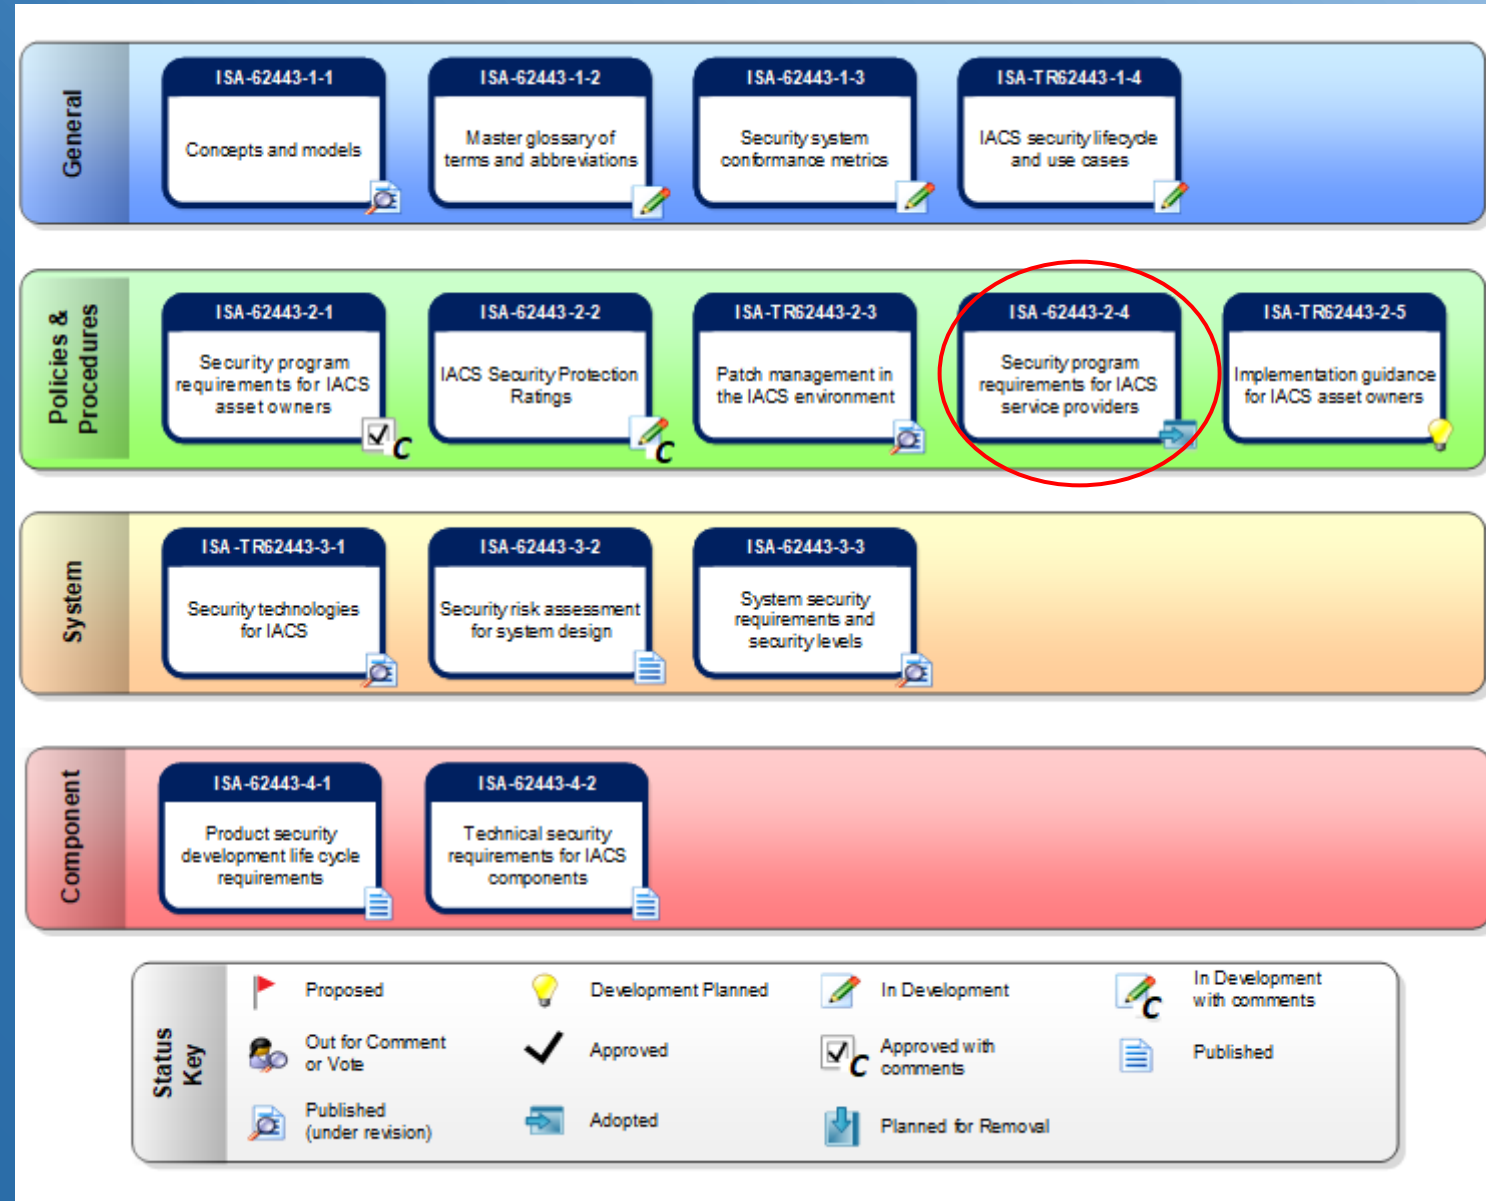 General
ISA-62443-1-1
Concepts and models
ISA-62443-1-2
Master glossary of
terms and abbreviations
ISA-62443-1-3
Security system
conformance metrics
ISA-TR62443-1-4
IACS security lifecycle
and use cases
Policies &
Procedures
ISA-62443-2-1
Security program
requirements for IACS
asset owners
C
ISA-62443-2-2
IACS Security Protection
Ratings
C
ISA-TR62443-2-3
Patch management in
the IACS environment
ISA-62443-2-4
Security program
requirements for IACS
service providers
ISA-TR62443-2-5
Implementation guidance
for IACS asset owners
System
ISA-TR62443-3-1
Security technologies
for IACS
ISA-62443-3-2
Security risk assessment
for system design
ISA-62443-3-3
System security
requirements and
security levels
Component
ISA-62443-4-1
Product security
development life cycle
requirements
ISA-62443-4-2
Technical security
requirements for IACS
components
Status
Key
Proposed
Development Planned
In Development
C
In Development
with comments
Out for Comment
or Vote
Approved
C
Approved with
comments
Published
Published
(under revision)
Adopted
Planned for Removal